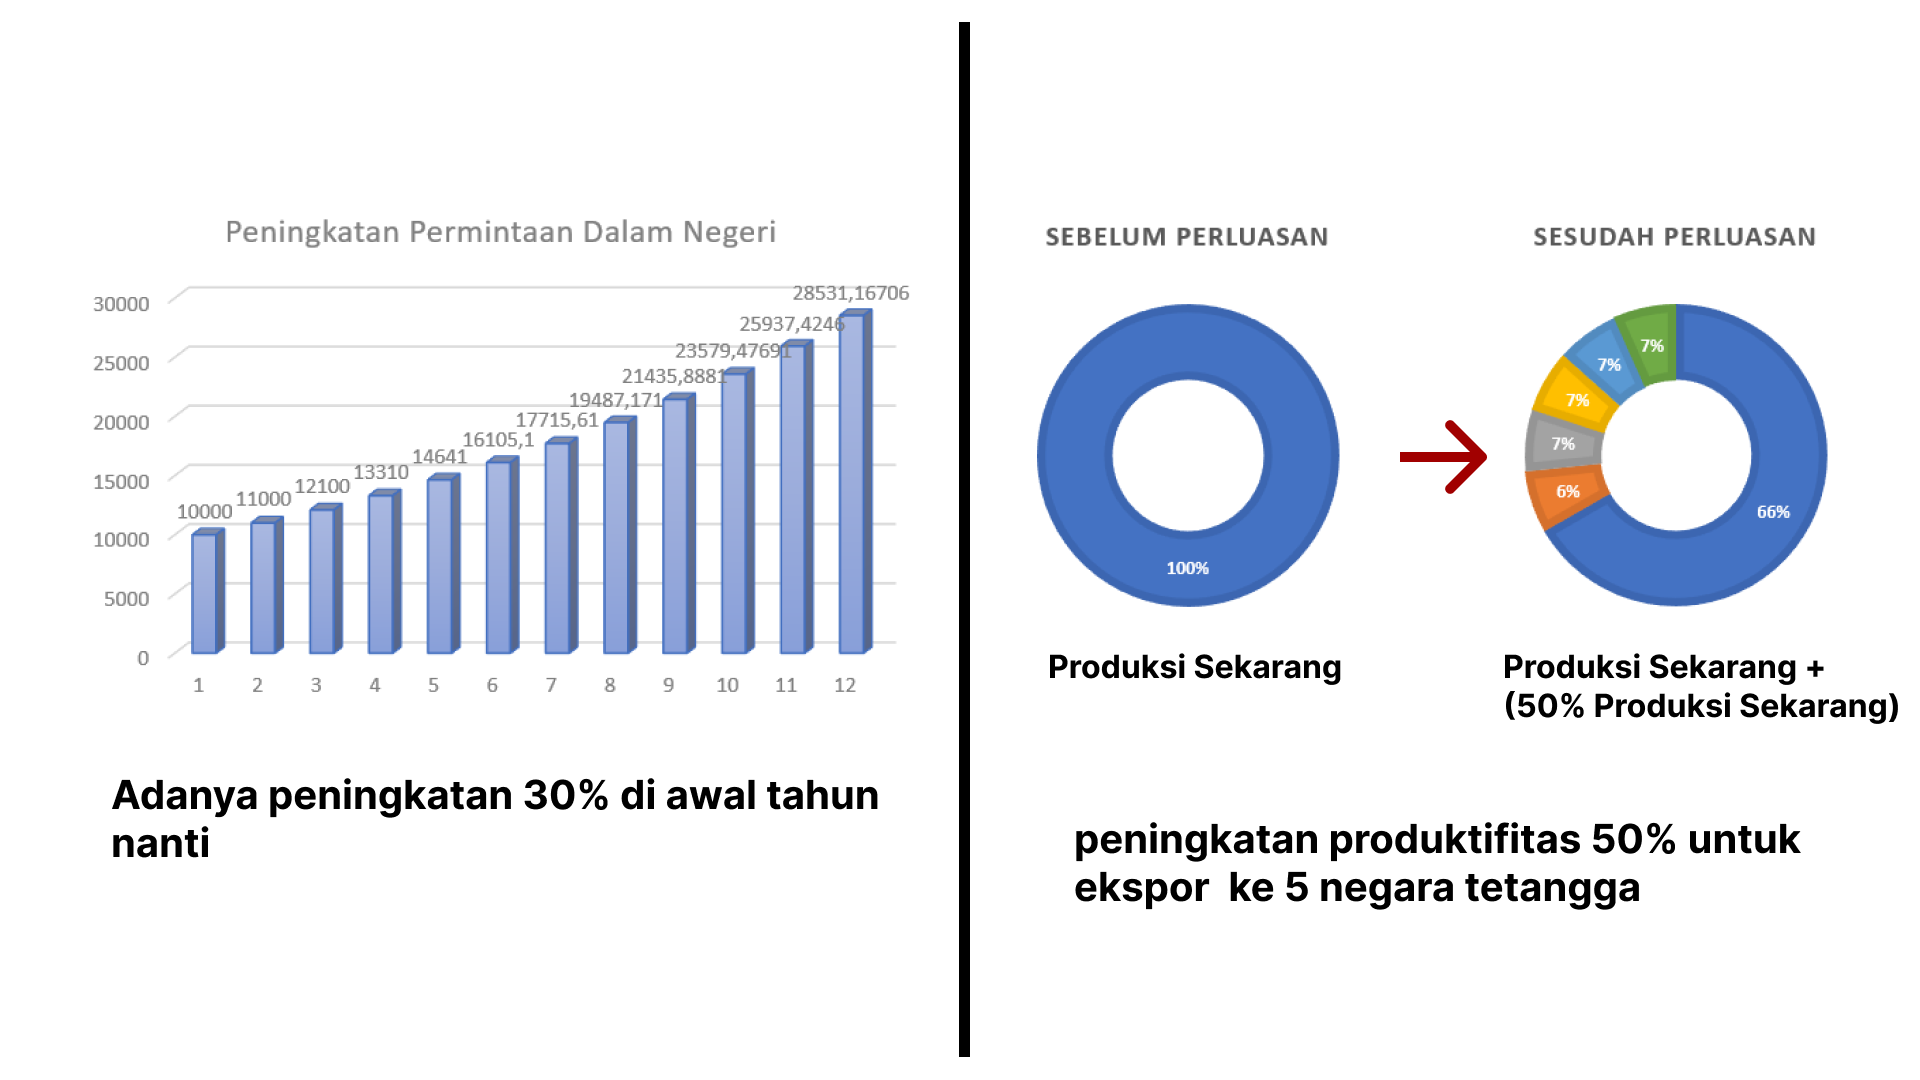 Peningkatan Permintaan Dalam Negeri
30000
25000
20000
15000
10000
5000
0
10000
11000
12100
13310
14641
16105,1
17715,61
19487,171
21435,8881
23579,47691
25937,4246
28531,16706
1 2 3 4 5 6 7 8 9 10 11 12
Adanya peningkatan 30% di awal tahun
nanti
SEBELUM PERLUASAN
100%
Produksi Sekarang
SESUDAH PERLUASAN
7%
7%
7%
7%
6%
66%
Produksi Sekarang +
(50% Produksi Sekarang)
peningkatan produktifitas 50% untuk
ekspor ke 5 negara tetangga